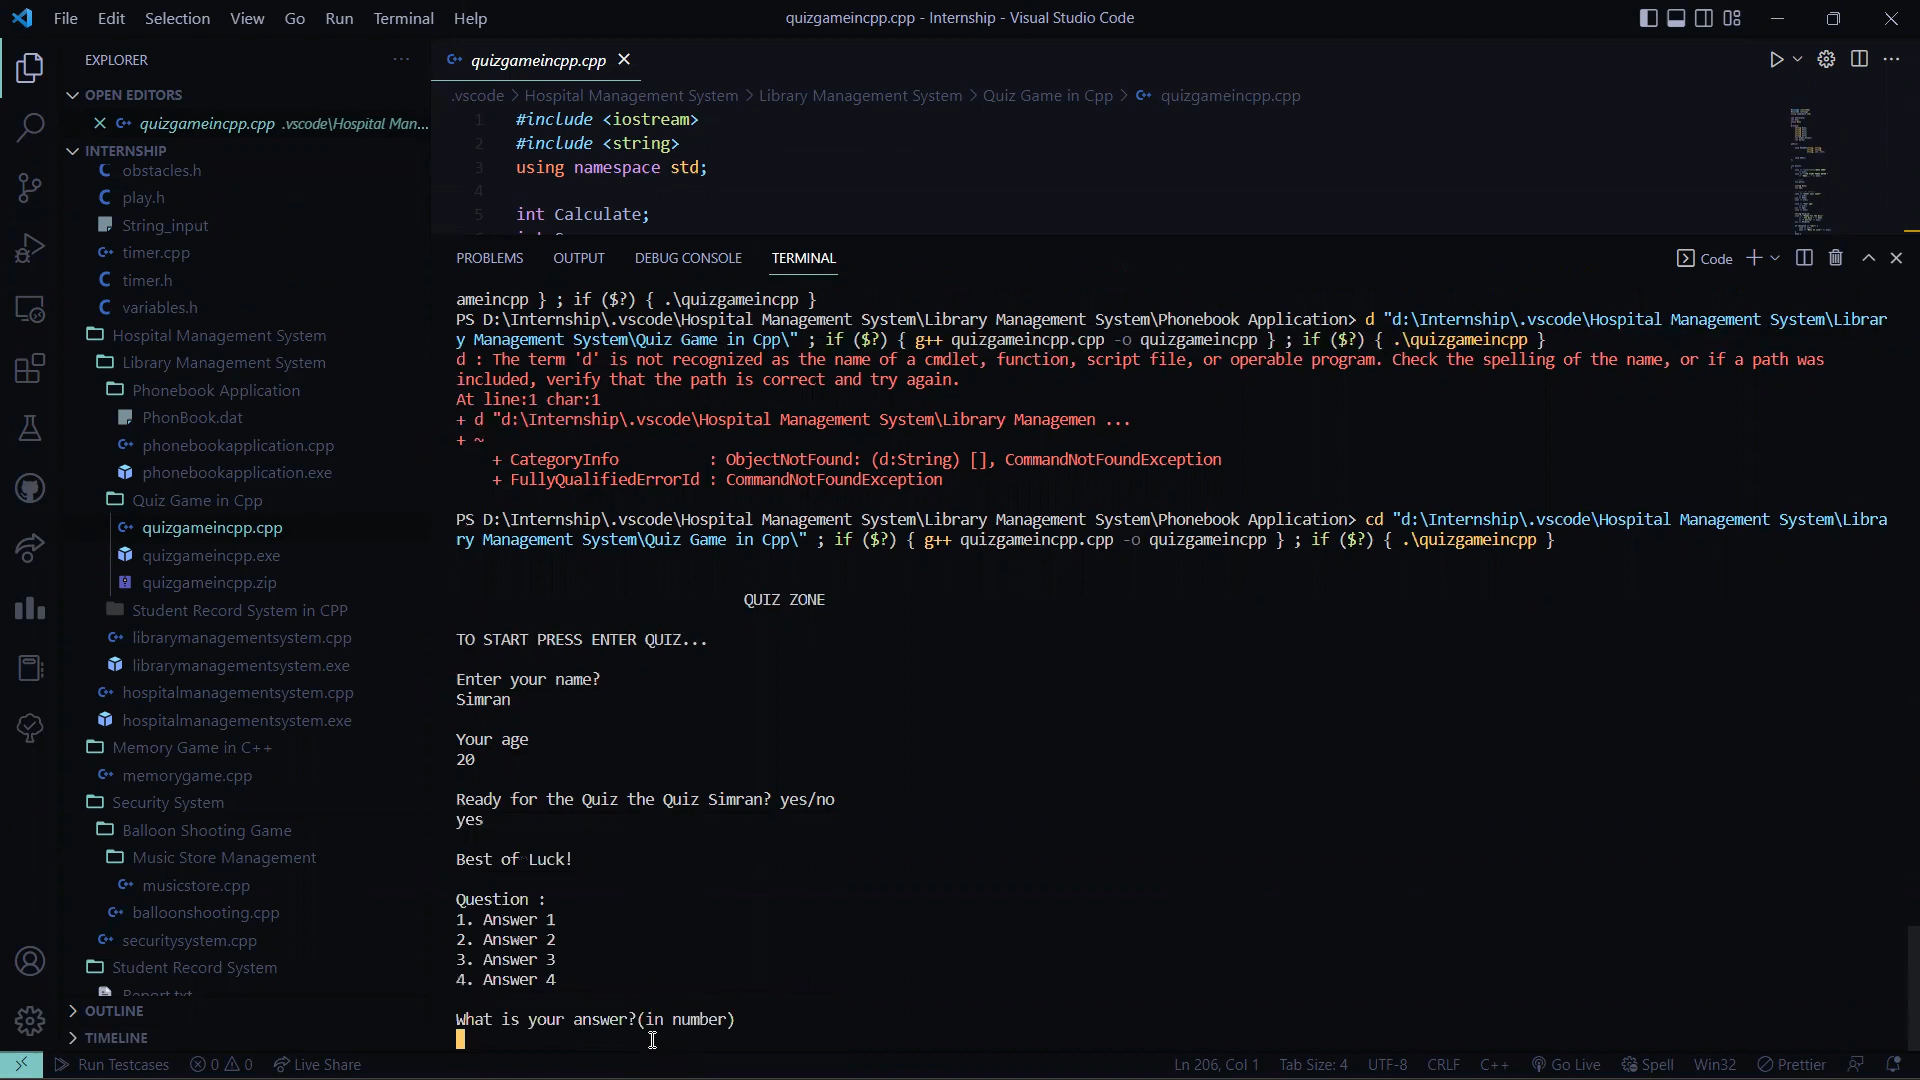 File Edit Selection View Go Run Terminal Help
quizgameincpp.cpp - Internship - Visual Studio Code
EXPLORER
OPEN EDITORS
quizgameincpp.cpp .vscode\Hospital Man...
INTERNSHIP
obstacles.h
play.h
String_input
timer.cpp
timer.h
variables.h
Hospital Management System
Library Management System
Phonebook Application
PhonBook.dat
phonebookapplication.cpp
phonebookapplication.exe
Quiz Game in Cpp
quizgameincpp.cpp
quizgameincpp.exe
quizgameincpp.zip
Student Record System in CPP
librarymanagementsystem.cpp
librarymanagementsystem.exe
hospitalmanagementsystem.cpp
hospitalmanagementsystem.exe
Memory Game in C++
memorygame.cpp
Security System
Balloon Shooting Game
Music Store Management
musicstore.cpp
balloonshooting.cpp
securitysystem.cpp
Student Record System
Report.txt
OUTLINE
TIMELINE
quizgameincpp.cpp
.vscode > Hospital Management System > Library Management System > Quiz Game in Cpp > quizgameincpp.cpp
1 #include <iostream>
2 #include <string>
3 using namespace std;
4
5 int Calculate;
PROBLEMS OUTPUT DEBUG CONSOLE TERMINAL
Code
ameincpp } ; if ($?) { .\quizgameincpp }
PS D:\Internship\.vscode\Hospital Management System\Library Management System\Phonebook Application> d "d:\Internship\.vscode\Hospital Management System\Librar
y Management System\Quiz Game in Cpp\" ; if ($?) { g++ quizgameincpp.cpp -o quizgameincpp } ; if ($?) { .\quizgameincpp }
d : The term 'd' is not recognized as the name of a cmdlet, function, script file, or operable program. Check the spelling of the name, or if a path was
included, verify that the path is correct and try again.
At line:1 char:1
+ d "d:\Internship\.vscode\Hospital Management System\Library Managemen ...
+ ~
+ CategoryInfo : ObjectNotFound: (d:String) [], CommandNotFoundException
+ FullyQualifiedErrorId : CommandNotFoundException
PS D:\Internship\.vscode\Hospital Management System\Library Management System\Phonebook Application> cd "d:\Internship\.vscode\Hospital Management System\Libra
ry Management System\Quiz Game in Cpp\" ; if ($?) { g++ quizgameincpp.cpp -o quizgameincpp } ; if ($?) { .\quizgameincpp }
QUIZ ZONE
TO START PRESS ENTER QUIZ...
Enter your name?
Simran
Your age
20
Ready for the Quiz the Quiz Simran? yes/no
yes
Best of Luck!
Question :
1. Answer 1
2. Answer 2
3. Answer 3
4. Answer 4
What is your answer?(in number)
Run Testcases 0 0 Live Share
Ln 206, Col 1 Tab Size: 4 UTF-8 CRLF C++ Go Live Spell Win32 Prettier